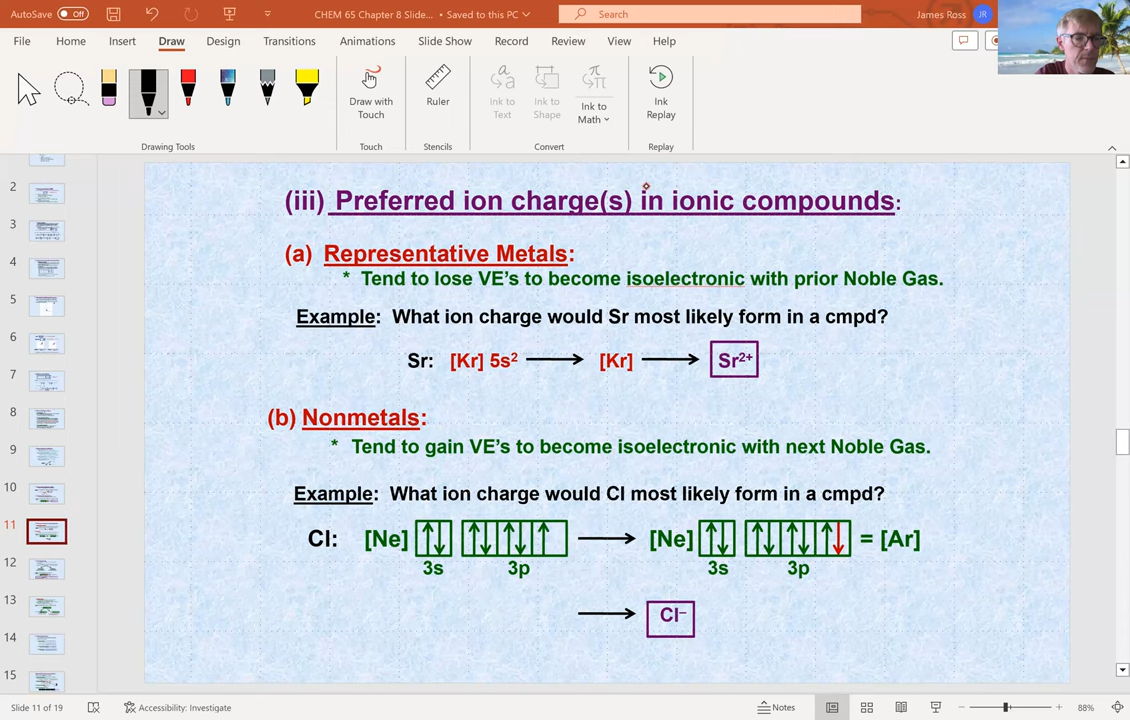 AutoSave Off CHEM 65 Chapter 8 Slide... • Saved to this PC Search James Ross JR
File Home Insert Draw Design Transitions Animations Slide Show Record Review View Help
Draw with Touch
Ruler
Ink to Text
Ink to Shape
Ink to Math
Ink Replay
Drawing Tools Touch Stencils Convert Replay
2
3
4
5
6
7
8
9
10
11
12
13
14
15
(iii) Preferred ion charge(s) in ionic compounds:
(a) Representative Metals:
* Tend to lose VE's to become isoelectronic with prior Noble Gas.
Example: What ion charge would Sr most likely form in a cmpd?
Sr: [Kr] 5s² ⟶ [Kr] ⟶ Sr²⁺
(b) Nonmetals:
* Tend to gain VE's to become isoelectronic with next Noble Gas.
Example: What ion charge would Cl most likely form in a cmpd?
Cl: [Ne] ↑↓ ↑↓ ↑↓ ↑ ⟶ [Ne] ↑↓ ↑↓ ↑↓ ↑↓ = [Ar]
3s 3p 3s 3p
⟶ Cl⁻
Slide 11 of 19 Accessibility: Investigate Notes 88%